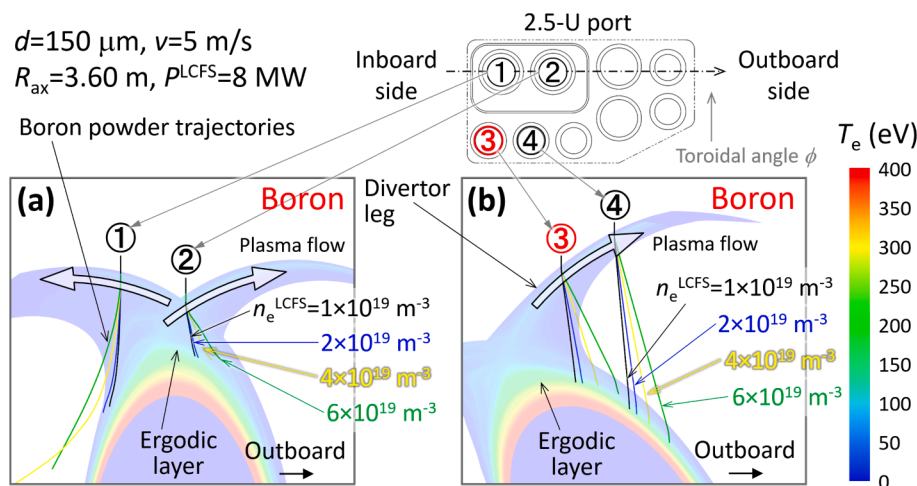 d=150 μm, v=5 m/s
R_ax=3.60 m, P^LCFS=8 MW
Boron powder trajectories
2.5-U port
Inboard side
① ②
Outboard side
③ ④
Toroidal angle ϕ
(a)
Boron
①
②
Plasma flow
n_e^LCFS=1×10^19 m^-3
2×10^19 m^-3
4×10^19 m^-3
6×10^19 m^-3
Ergodic layer
Outboard
Divertor leg
(b)
Boron
③
④
Plasma flow
n_e^LCFS=1×10^19 m^-3
2×10^19 m^-3
4×10^19 m^-3
6×10^19 m^-3
Ergodic layer
Outboard
T_e (eV)
400
350
300
250
200
150
100
50
0